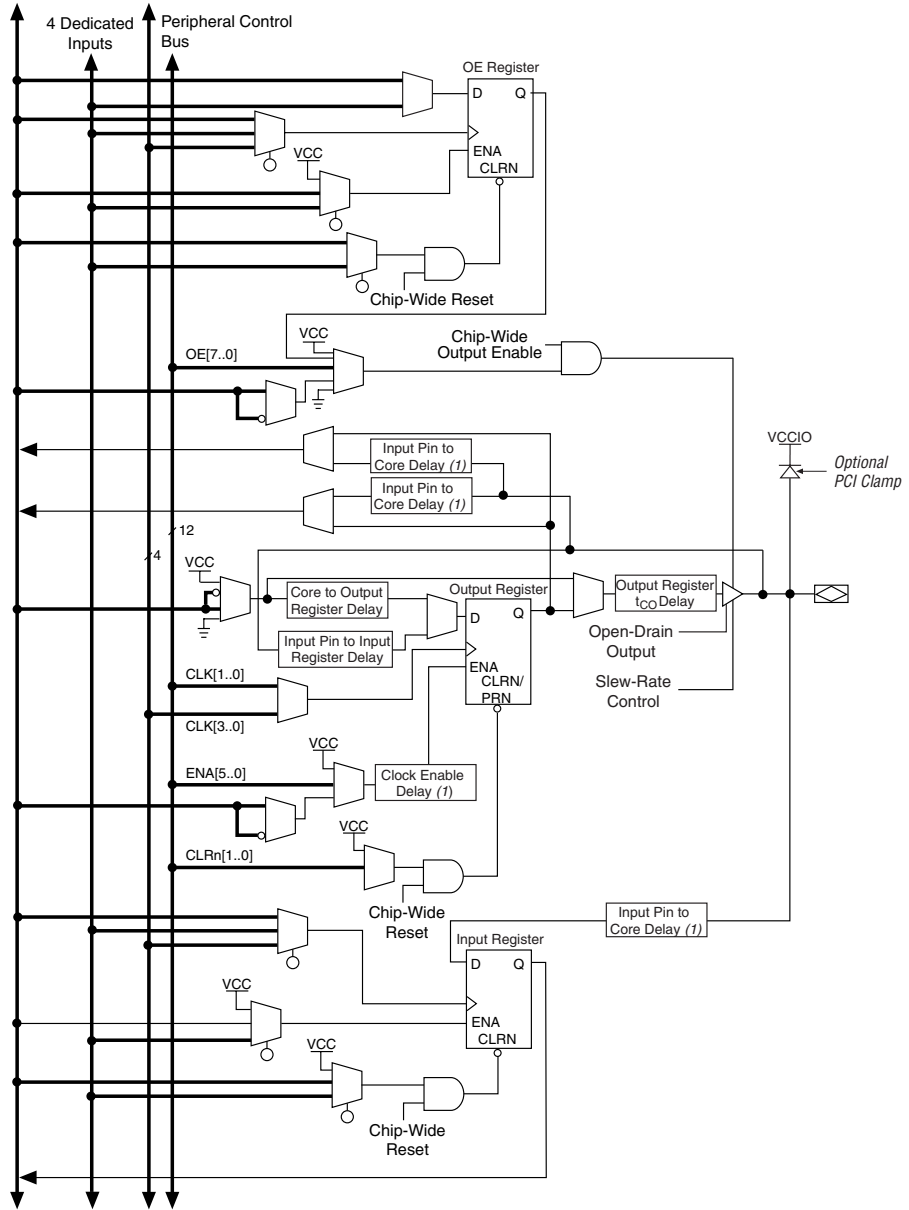 4 Dedicated
Inputs
Peripheral Control
Bus
OE Register
D Q
ENA
CLRN
VCC
Chip-Wide Reset
VCC
OE[7..0]
Chip-Wide
Output Enable
Input Pin to
Core Delay (1)
Input Pin to
Core Delay (1)
VCCIO
Optional
PCI Clamp
12
4
VCC
Core to Output
Register Delay
Input Pin to Input
Register Delay
Output Register
D Q
ENA
CLRN/
PRN
Output Register
tCO Delay
Open-Drain
Output
Slew-Rate
Control
CLK[1..0]
CLK[3..0]
VCC
ENA[5..0]
Clock Enable
Delay (1)
VCC
CLRn[1..0]
Chip-Wide
Reset
Input Pin to
Core Delay (1)
Input Register
D Q
ENA
CLRN
VCC
VCC
Chip-Wide
Reset